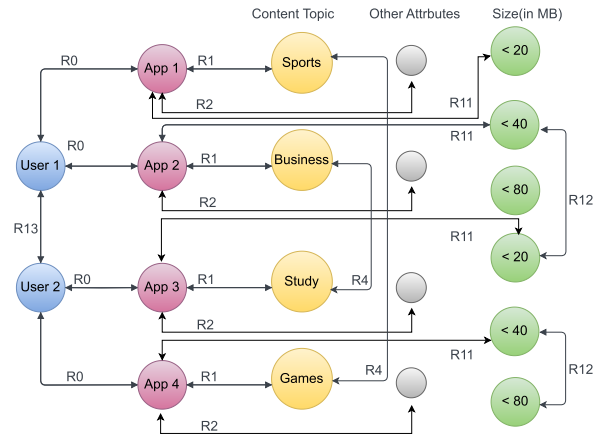 Content Topic Other Attrbutes Size(in MB)
R0 App 1 R1 Sports < 20
R2 R11
R0 < 40
R11
User 1 App 2 R1 Business
R2 < 80 R12
R13 R11
< 20
User 2 R0 App 3 R1 Study R4
R2 < 40
R11
R0 App 4 R1 Games R4 R12
< 80
R2